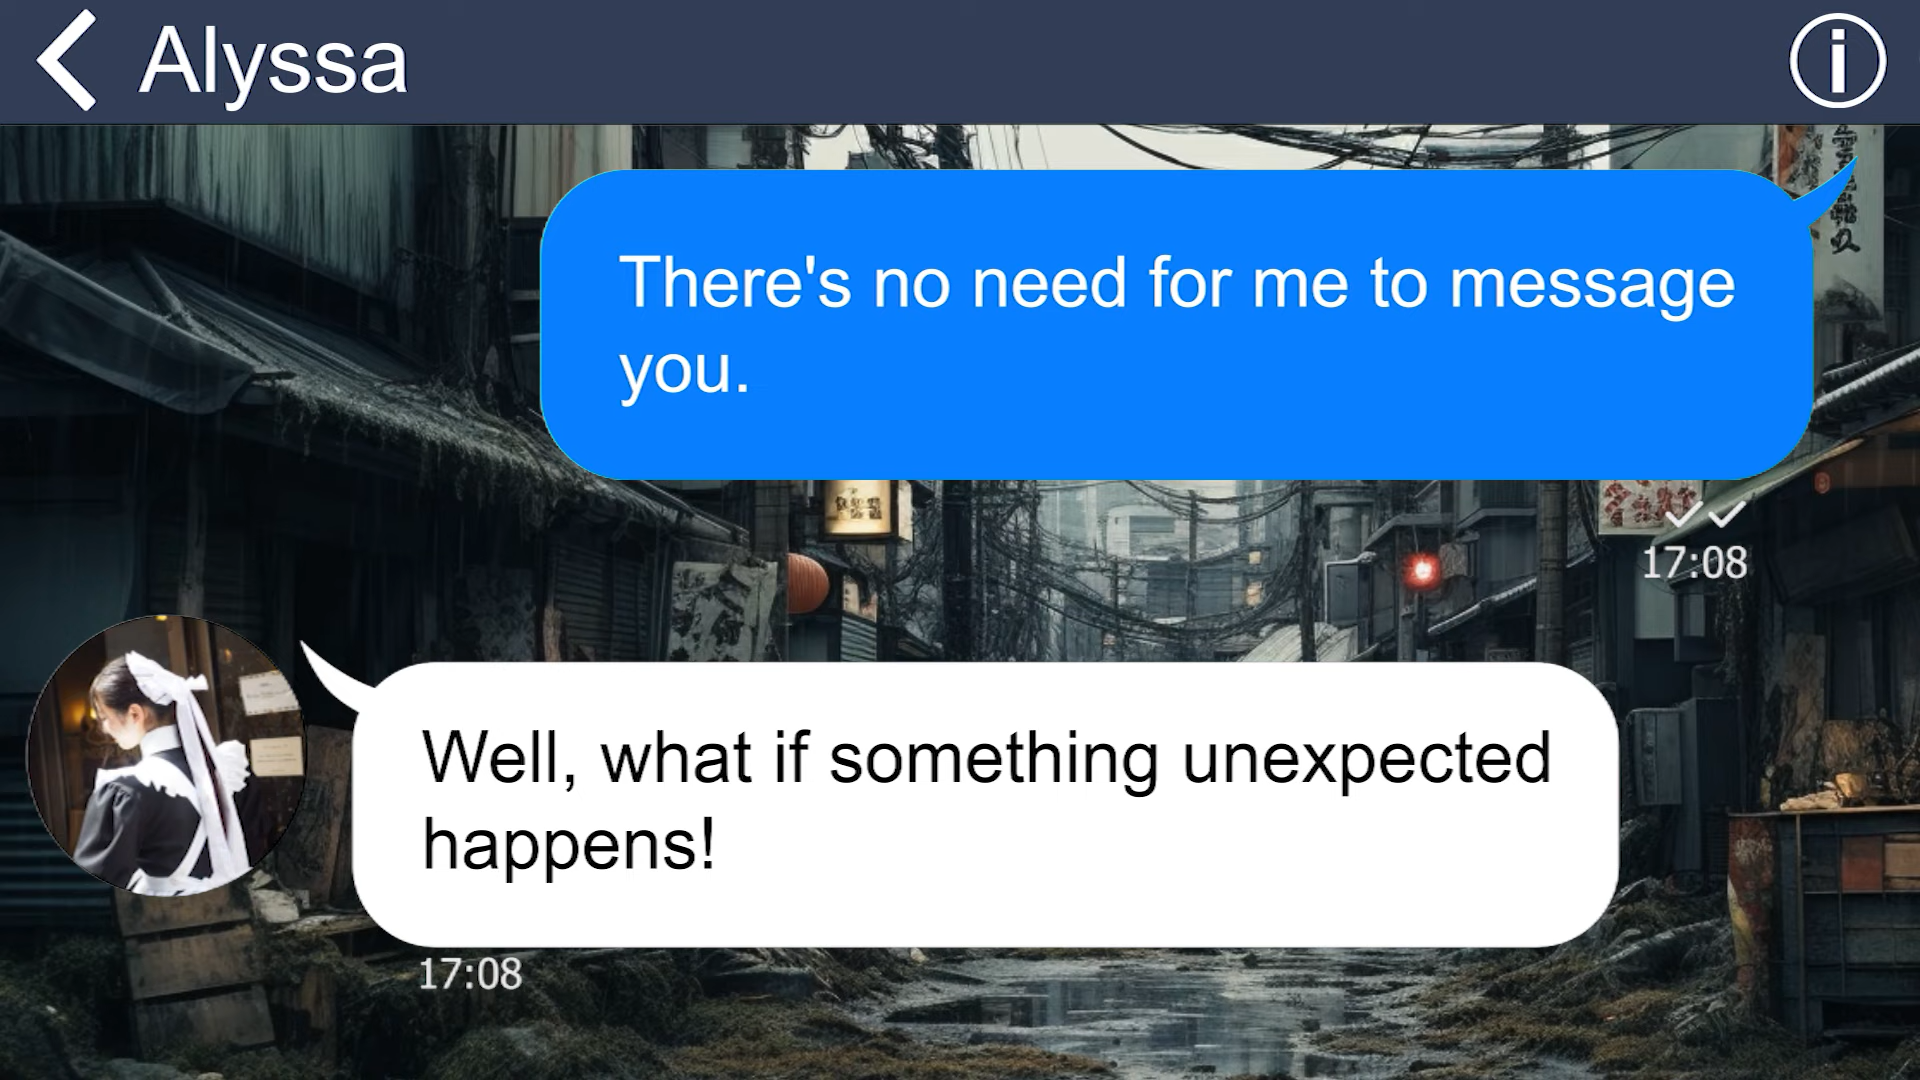 Alyssa
There's no need for me to message
you.
17:08
Well, what if something unexpected
happens!
17:08